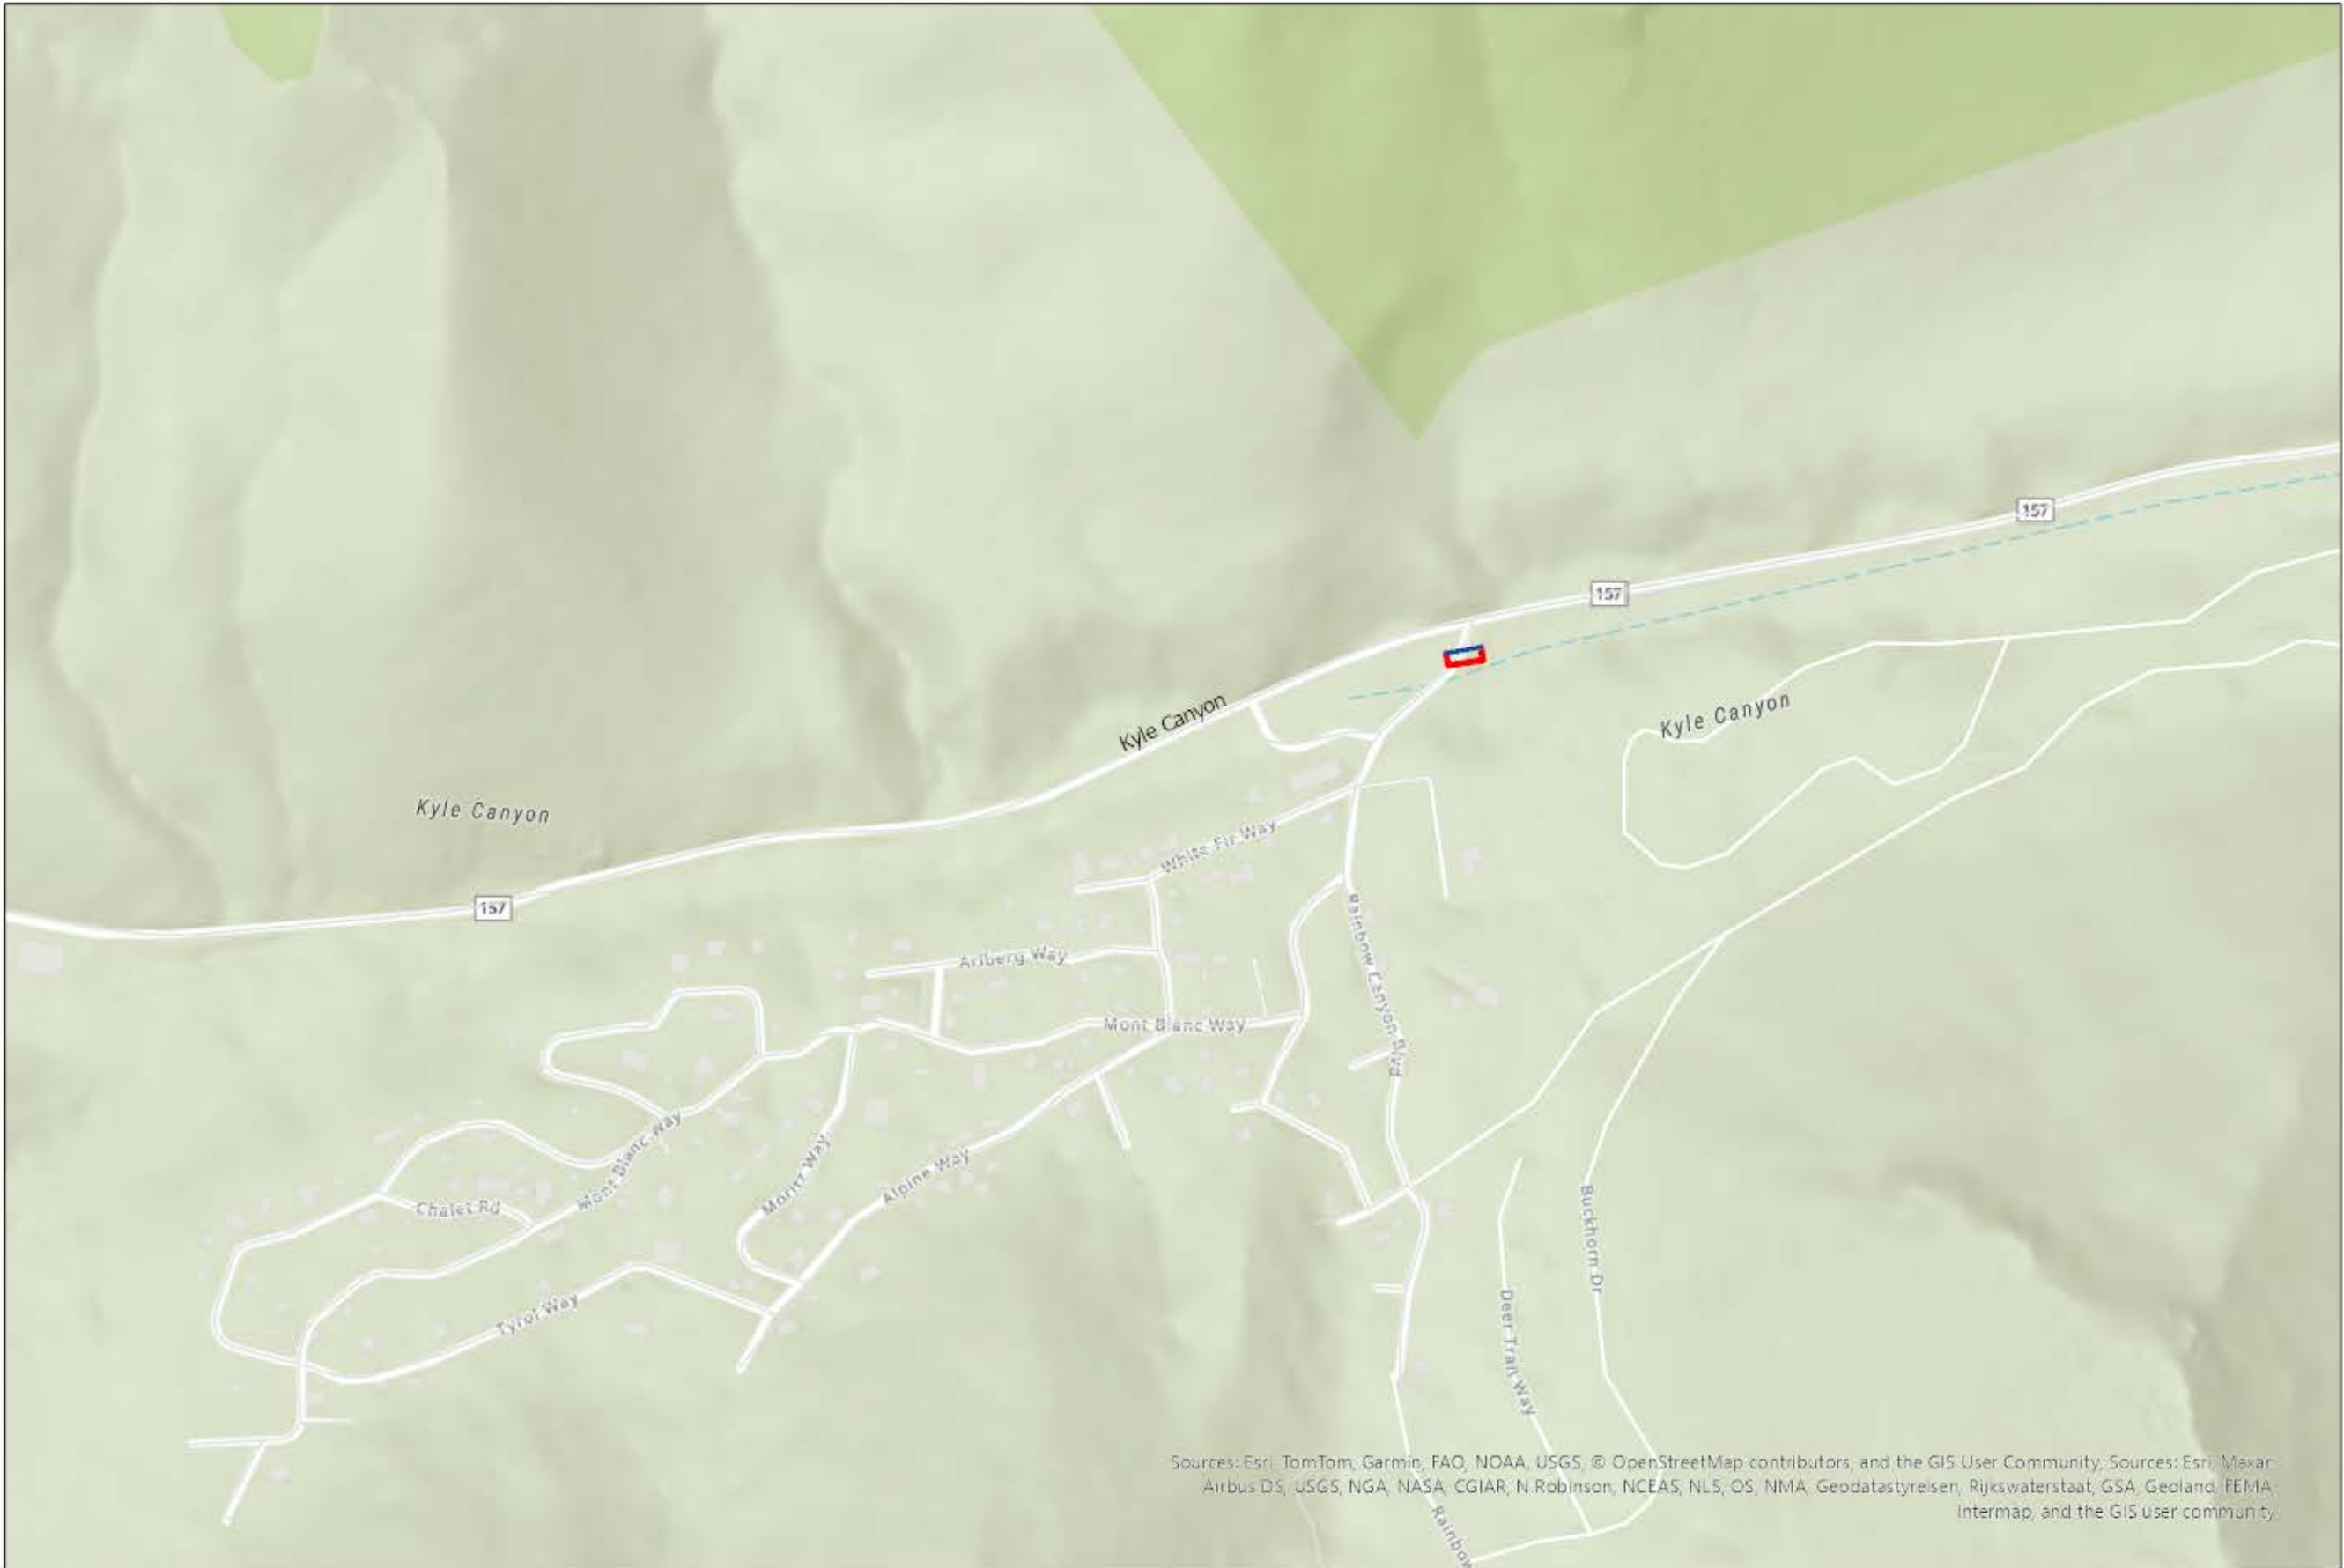 157
157
Kyle Canyon
Kyle Canyon
Kyle Canyon
White Fir Way
157
Rainbow Canyon Blvd
Arlberg Way
Mont Blanc Way
Mont Blanc Way
Moritz Way
Alpine Way
Chalet Rd
Buckhorn Dr
Tyrol Way
Deer Trail Way
Sources: Esri, TomTom, Garmin, FAO, NOAA, USGS, © OpenStreetMap contributors, and the GIS User Community, Sources: Esri, Maxar,
Airbus DS, USGS, NGA, NASA, CGIAR, N Robinson, NCEAS, NLS, OS, NMA, Geodatastyrelsen, Rijkswaterstaat, GSA, Geoland, FEMA,
Intermap, and the GIS user community
Rainbow